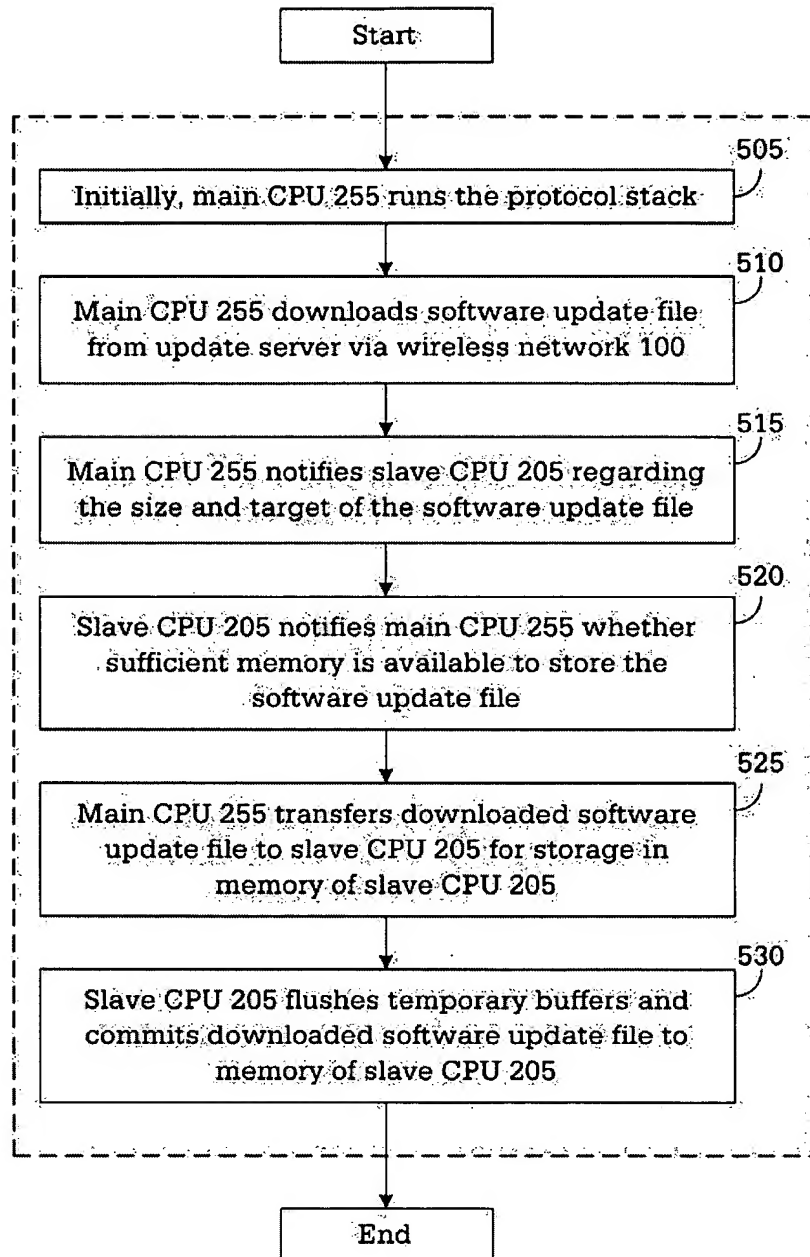 Start
505
Initially, main CPU 255 runs the protocol stack
510
Main CPU 255 downloads software update file
from update server via wireless network 100
515
Main CPU 255 notifies slave CPU 205 regarding
the size and target of the software update file
520
Slave CPU 205 notifies main CPU 255 whether
sufficient memory is available to store the
software update file
525
Main CPU 255 transfers downloaded software
update file to slave CPU 205 for storage in
memory of slave CPU 205
530
Slave CPU 205 flushes temporary buffers and
commits downloaded software update file to
memory of slave CPU 205
End